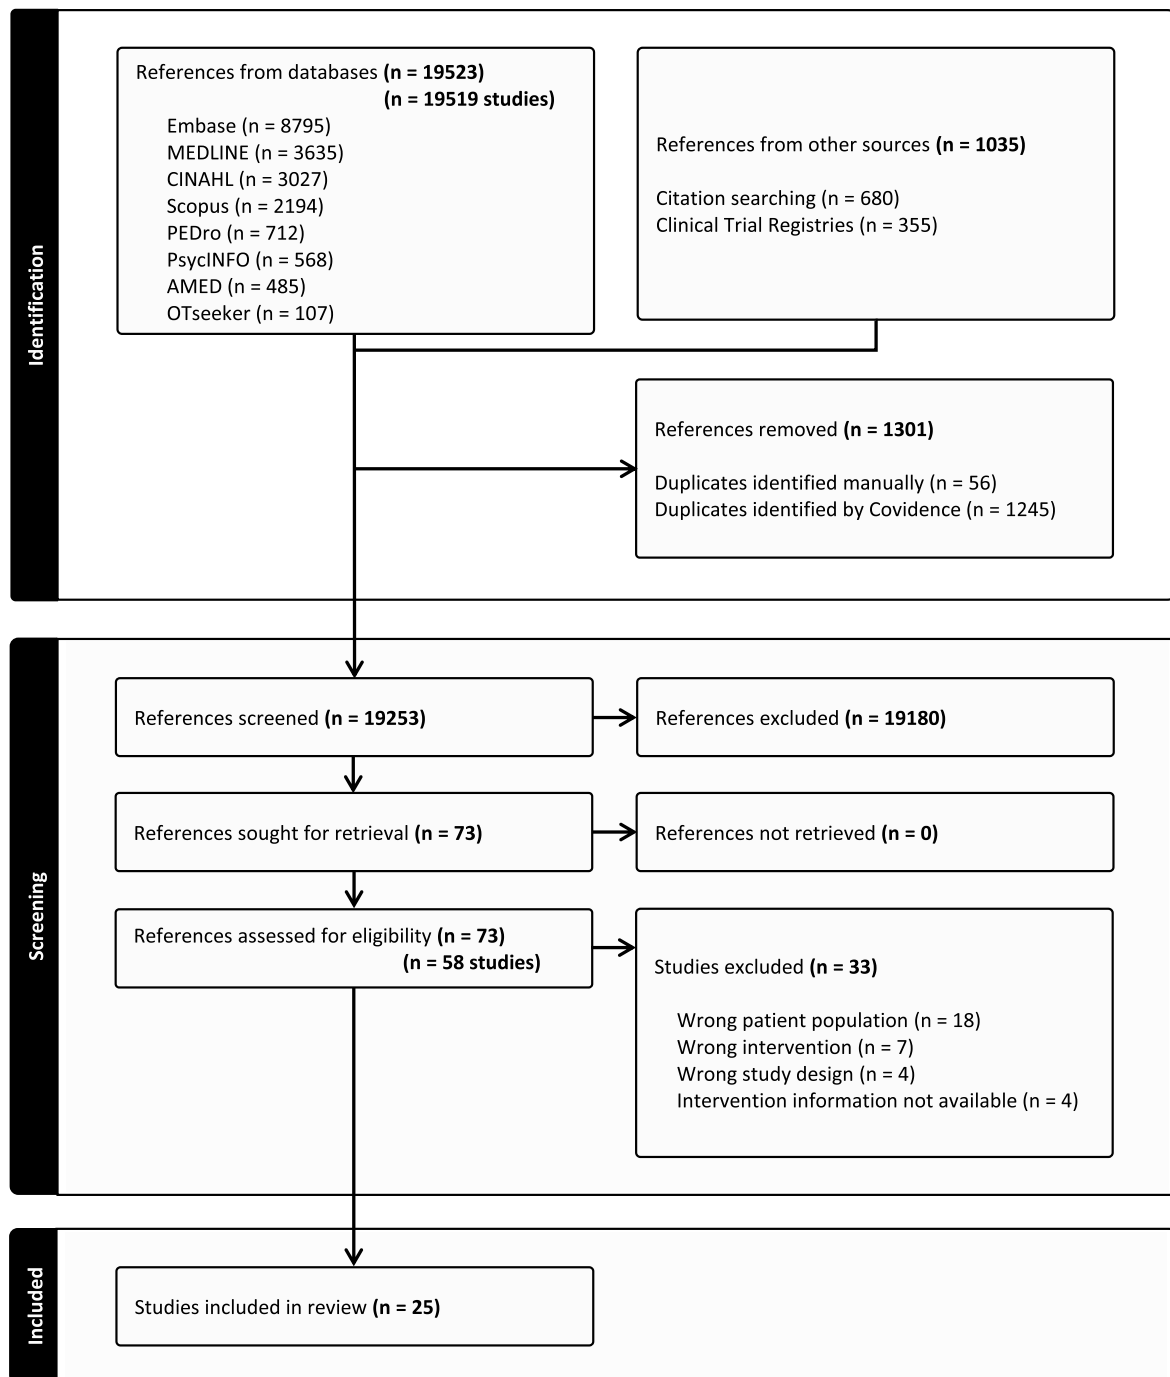 Identification
References from databases (n = 19523)
(n = 19519 studies)
Embase (n = 8795)
MEDLINE (n = 3635)
CINAHL (n = 3027)
Scopus (n = 2194)
PEDro (n = 712)
PsycINFO (n = 568)
AMED (n = 485)
OTseeker (n = 107)
References from other sources (n = 1035)
Citation searching (n = 680)
Clinical Trial Registries (n = 355)
References removed (n = 1301)
Duplicates identified manually (n = 56)
Duplicates identified by Covidence (n = 1245)
Screening
References screened (n = 19253)
References excluded (n = 19180)
References sought for retrieval (n = 73)
References not retrieved (n = 0)
References assessed for eligibility (n = 73)
(n = 58 studies)
Studies excluded (n = 33)
Wrong patient population (n = 18)
Wrong intervention (n = 7)
Wrong study design (n = 4)
Intervention information not available (n = 4)
Included
Studies included in review (n = 25)